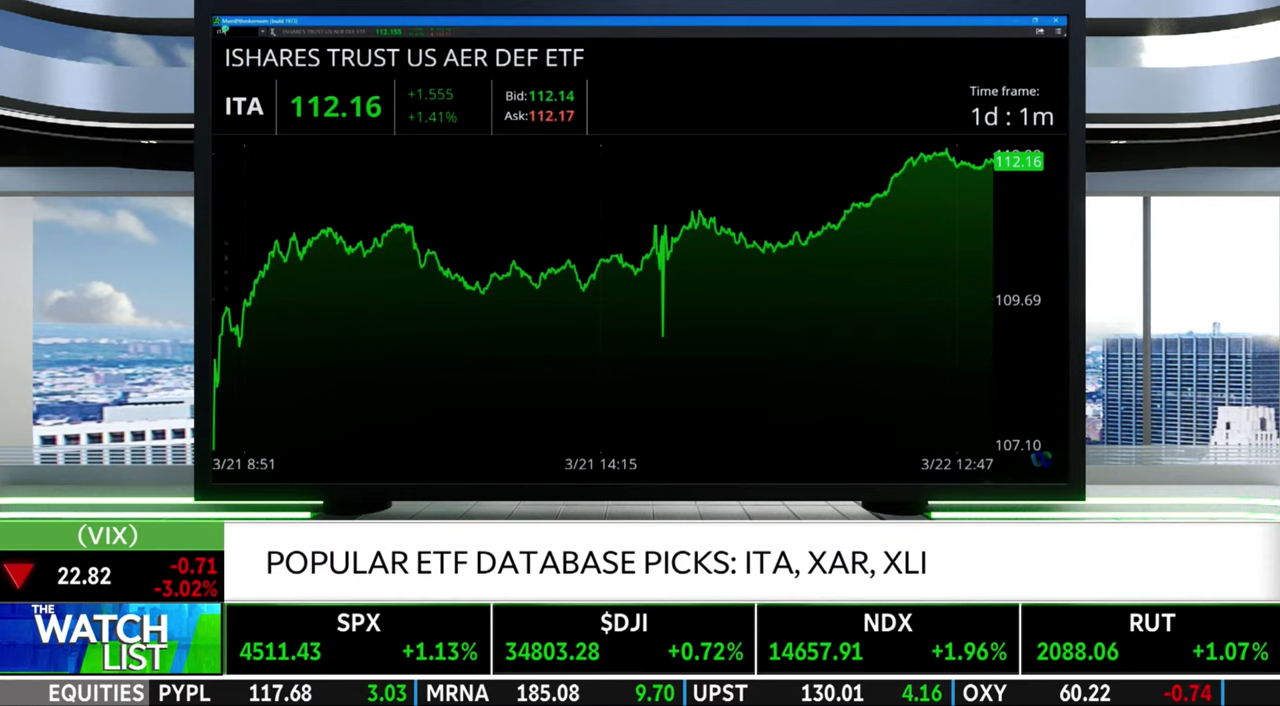 ISHARES TRUST US AER DEF ETF
ITA
112.16
+1.555
+1.41%
Bid:112.14
Ask:112.17
Time frame:
1d : 1m
112.16
109.69
107.10
3/21 8:51
3/21 14:15
3/22 12:47
(VIX)
22.82
-0.71
-3.02%
POPULAR ETF DATABASE PICKS: ITA, XAR, XLI
THE
WATCH
LIST
SPX
4511.43 +1.13%
$DJI
34803.28 +0.72%
NDX
14657.91 +1.96%
RUT
2088.06 +1.07%
EQUITIES PYPL 117.68 3.03 MRNA 185.08 9.70 UPST 130.01 4.16 OXY 60.22 -0.74